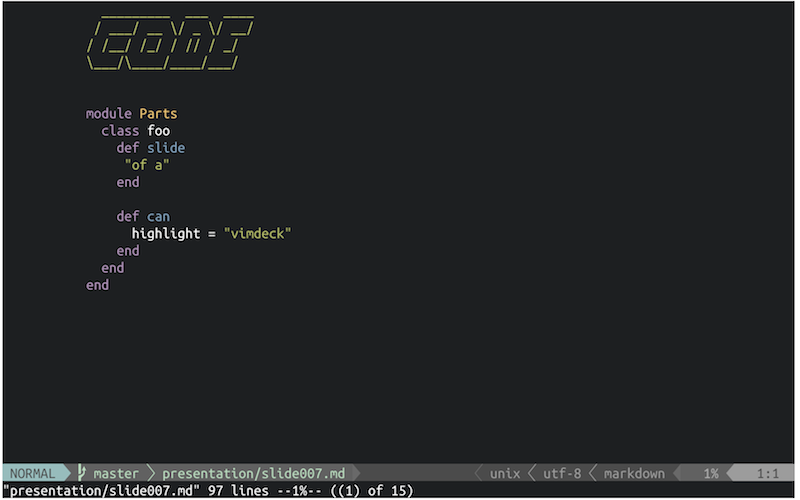 CODE
module Parts
  class foo
    def slide
     "of a"
    end

    def can
      highlight = "vimdeck"
    end
  end
end
NORMAL master presentation/slide007.md unix utf-8 markdown 1% 1:1
"presentation/slide007.md" 97 lines --1%-- ((1) of 15)